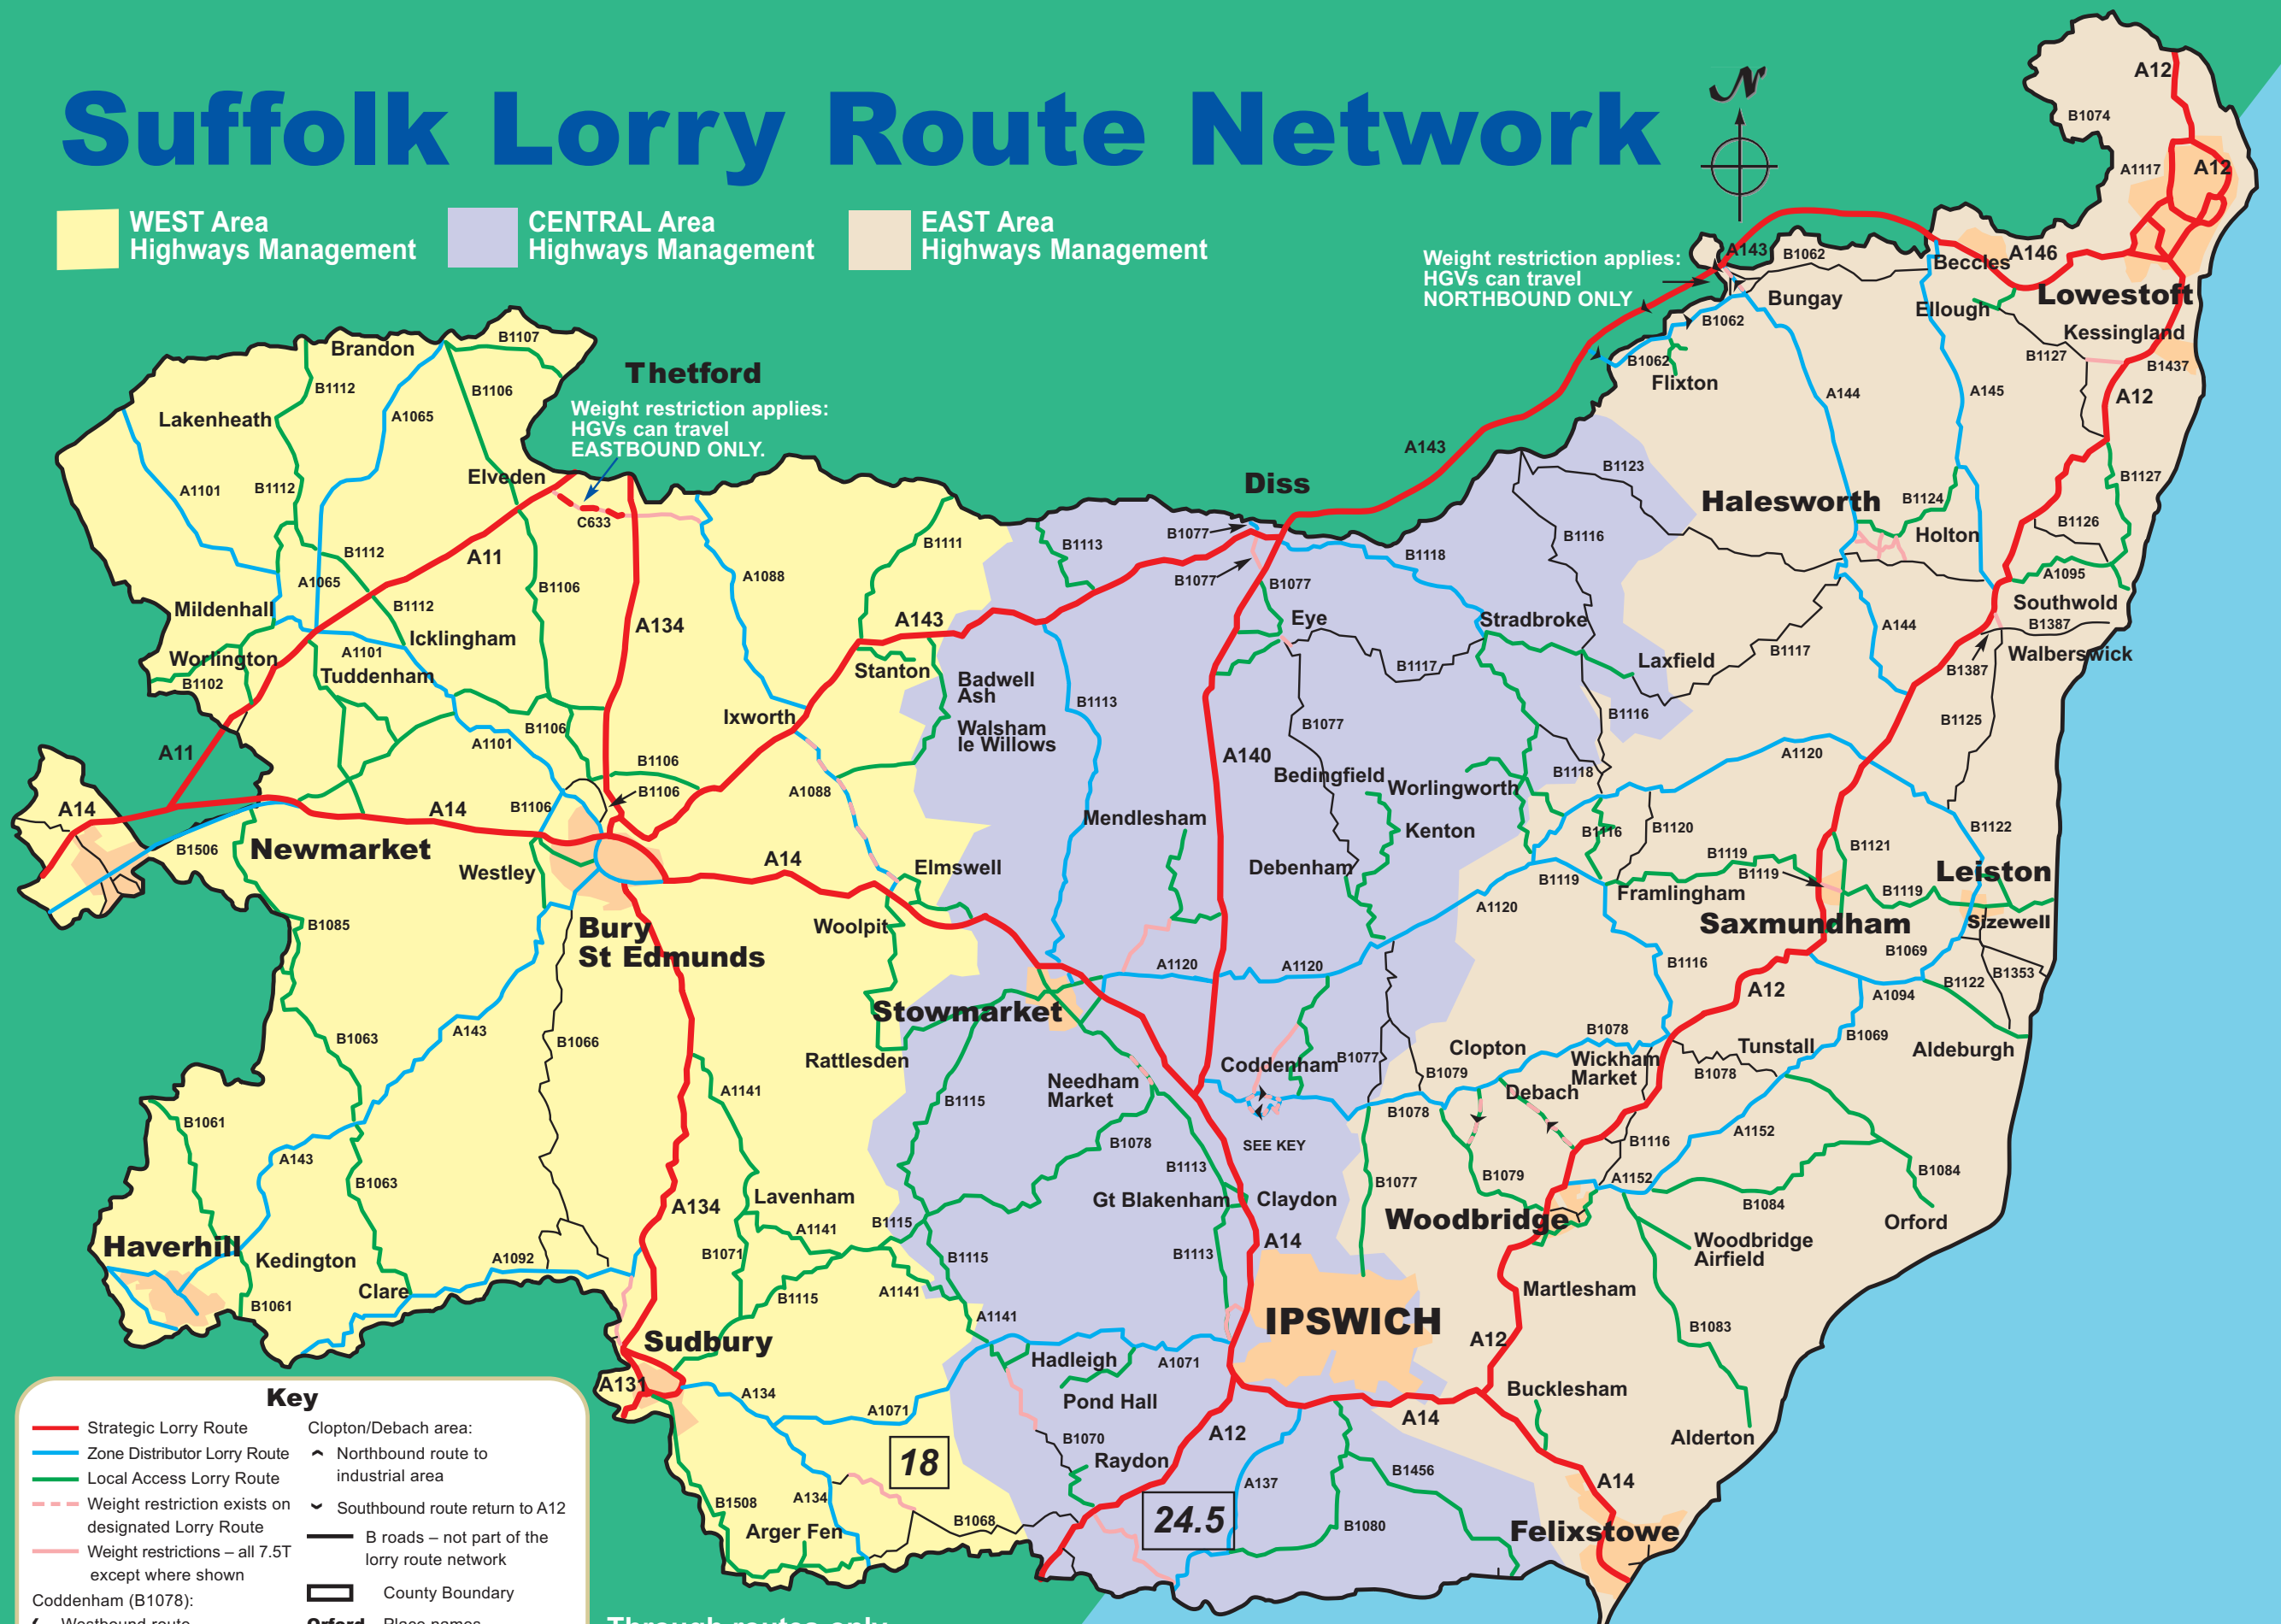 Suffolk Lorry Route Network
WEST Area
Highways Management
CENTRAL Area
Highways Management
EAST Area
Highways Management
N
Weight restriction applies:
HGVs can travel
NORTHBOUND ONLY
Thetford
Weight restriction applies:
HGVs can travel
EASTBOUND ONLY.
A12
B1074
A1117
A12
A143
B1062
Beccles
A146
Lowestoft
Bungay
Ellough
Kessingland
B1062
B1127
B1437
B1062
Flixton
A144
A145
A12
B1107
Brandon
B1112
B1106
A1065
Lakenheath
A143
B1123
Elveden
Diss
A1101
B1112
C633
Halesworth
B1124
B1127
B1126
Holton
B1077
B1116
B1111
B1113
B1118
A11
B1112
A1065
B1106
A1088
B1077
B1077
A1095
Southwold
B1387
Mildenhall
B1112
Icklingham
A134
A143
Eye
Stradbroke
A144
Walberswick
Worlington
A1101
Stanton
B1117
Laxfield
B1117
B1387
B1102
Tuddenham
Badwell
Ash
B1113
B1116
B1125
Ixworth
Walsham
le Willows
B1077
A11
A1101
B1106
A140
A1120
B1106
Bedingfield
B1118
B1106
A1088
Worlingworth
A14
A14
B1106
Mendlesham
Kenton
B1116
B1120
A1122
Newmarket
B1506
Westley
A14
Elmswell
Debenham
B1119
B1121
B1119
B1119
Leiston
B1119
Framlingham
A1120
B1085
Bury
St Edmunds
Woolpit
Saxmundham
Sizewell
A1120
A1120
B1116
B1069
B1353
B1122
A12
A1094
Stowmarket
B1063
A143
B1066
Rattlesden
Coddenham
B1077
Clopton
B1078
Wickham
Market
Tunstall
B1069
Aldeburgh
Needham
Market
B1079
Debach
B1078
A1141
B1115
B1078
B1061
A143
B1078
SEE KEY
B1116
A1152
B1113
B1063
B1079
A1152
B1084
Lavenham
Gt Blakenham
Claydon
B1077
B1084
A134
A1141
B1115
Woodbridge
Orford
Haverhill
Kedington
A1092
B1071
B1115
B1113
A14
Woodbridge
Airfield
Clare
B1061
B1115
A1141
A1141
IPSWICH
Martlesham
Sudbury
Hadleigh
A1071
A12
B1083
A131
A134
A1071
Pond Hall
Bucklesham
A14
18
B1070
A12
Alderton
Raydon
B1456
A14
B1508
A134
A137
24.5
Arger Fen
B1068
B1080
Felixstowe
Key
Strategic Lorry Route
Zone Distributor Lorry Route
Local Access Lorry Route
Weight restriction exists on
designated Lorry Route
Weight restrictions – all 7.5T
except where shown
Coddenham (B1078):
Westbound route
Clopton/Debach area:
Northbound route to
industrial area
Southbound route return to A12
B roads – not part of the
lorry route network
County Boundary
Orford Place names
Through routes only